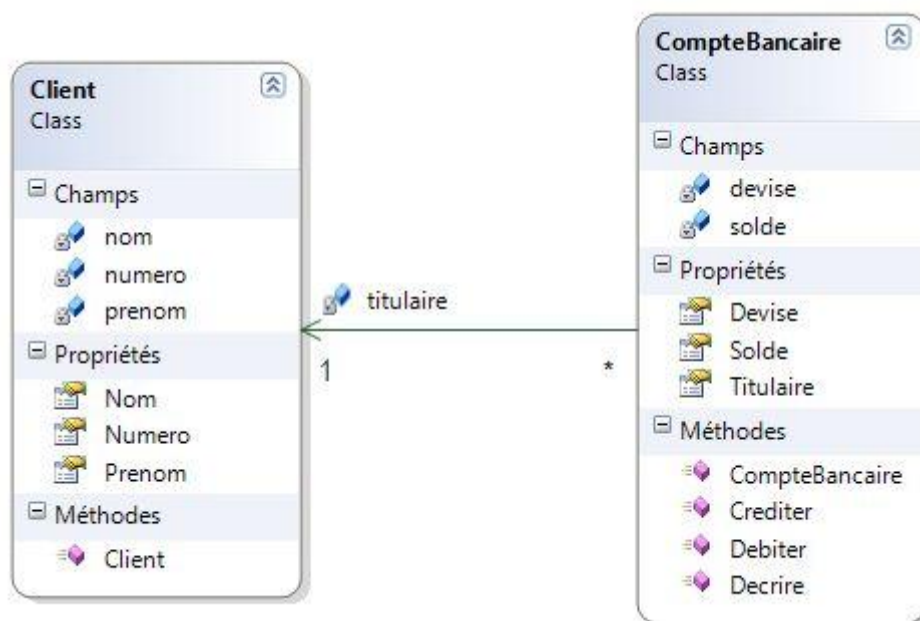 Client
Class
Champs
nom
numero
prenom
Propriétés
Nom
Numero
Prenom
Méthodes
Client
titulaire
1
*
CompteBancaire
Class
Champs
devise
solde
Propriétés
Devise
Solde
Titulaire
Méthodes
CompteBancaire
Crediter
Debiter
Decrire